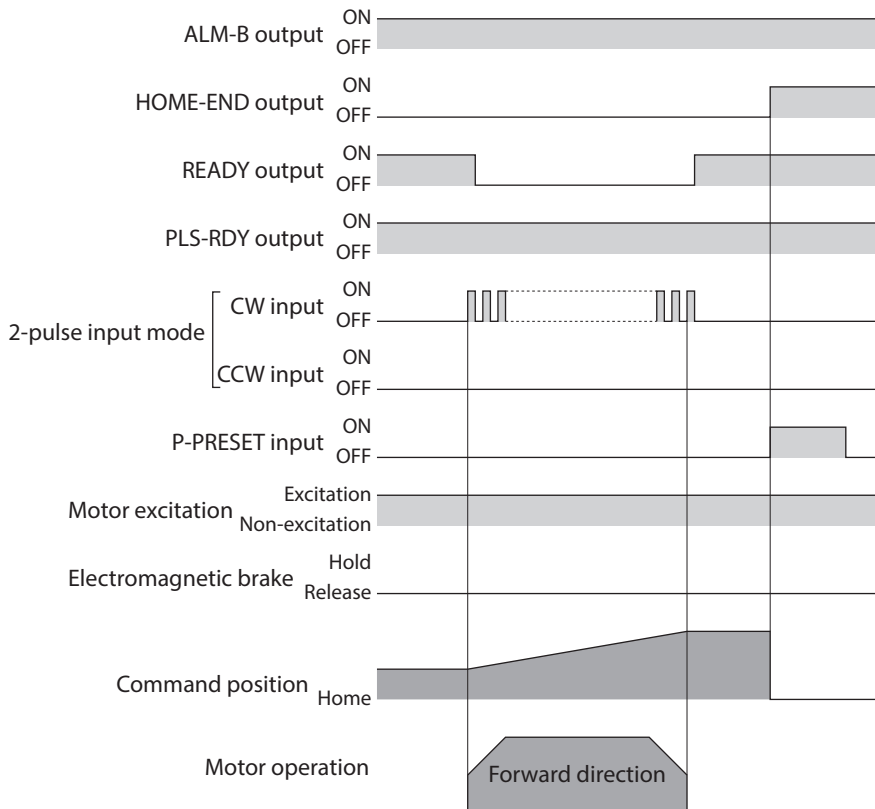 ALM-B output
ON
OFF
HOME-END output
ON
OFF
READY output
ON
OFF
PLS-RDY output
ON
OFF
2-pulse input mode
CW input
ON
OFF
CCW input
ON
OFF
P-PRESET input
ON
OFF
Motor excitation
Excitation
Non-excitation
Electromagnetic brake
Hold
Release
Command position
Home
Motor operation
Forward direction